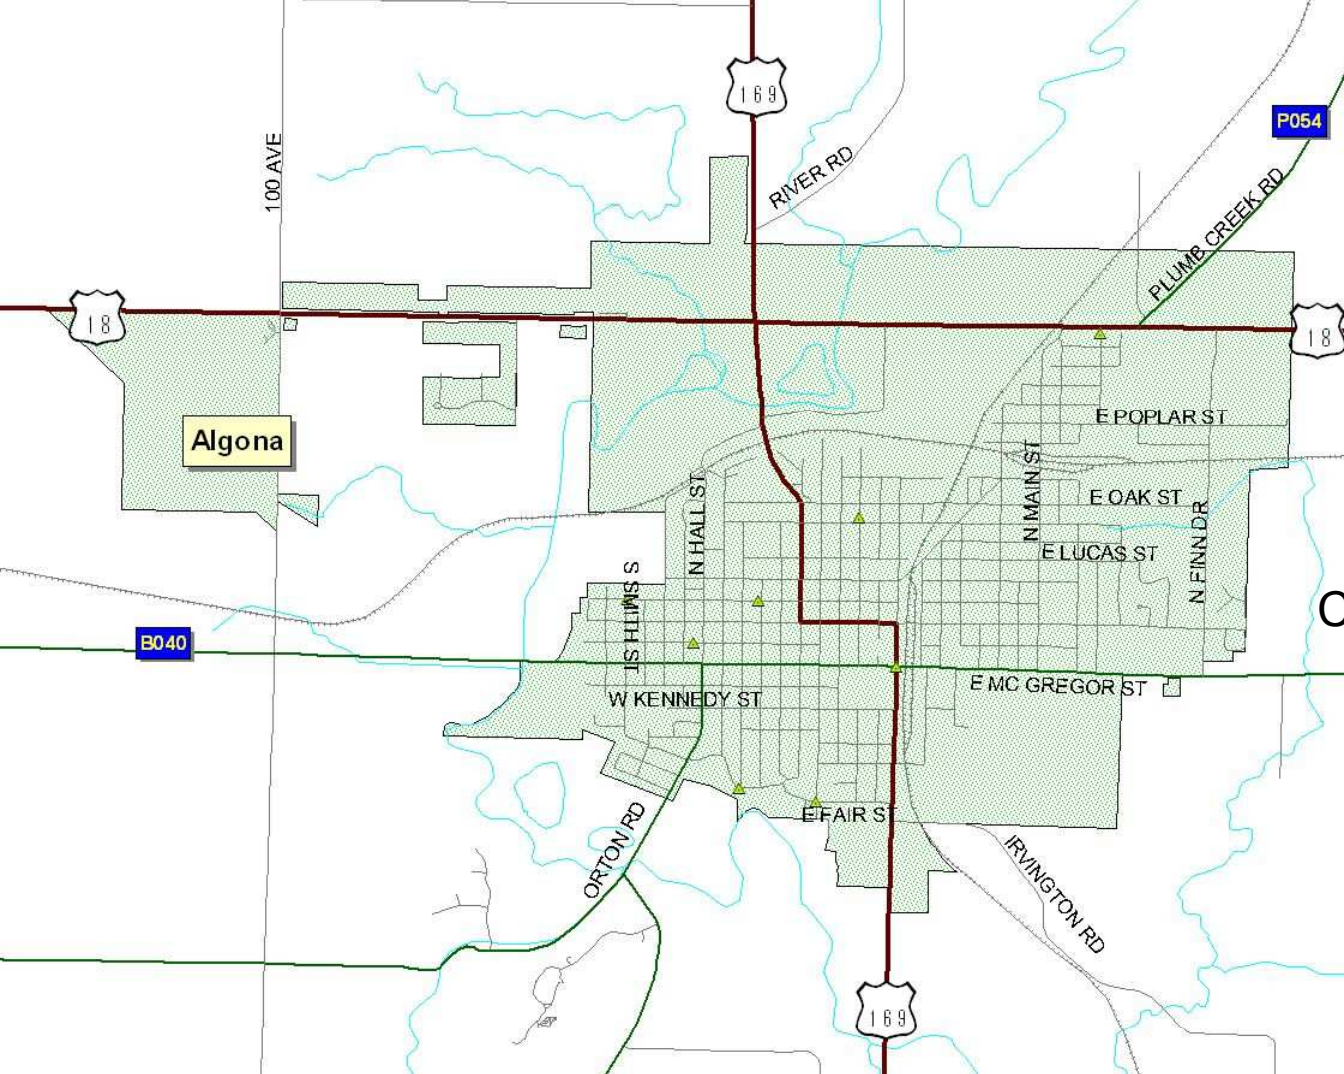 169
P054
RIVER RD
100 AVE
PLUMB CREEK RD
18
18
E POPLAR ST
Algona
N MAIN ST
N HALL ST
E OAK ST
E LUCAS ST
N FINN DR
S SMITH ST
C
B040
E MC GREGOR ST
W KENNEDY ST
E FAIR ST
ORTON RD
IRVINGTON RD
169